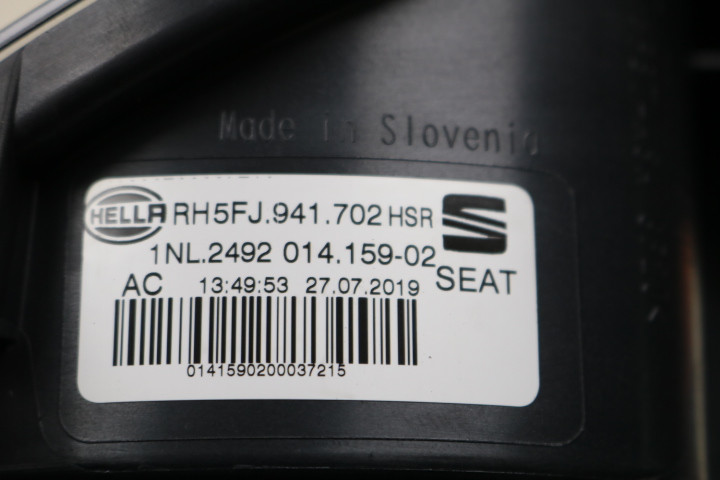 Made in Slovenia
HELLA RH5FJ.941.702 HSR
1NL.2492 014.159-02
SEAT
AC 13:49:53 27.07.2019
0141590200037215